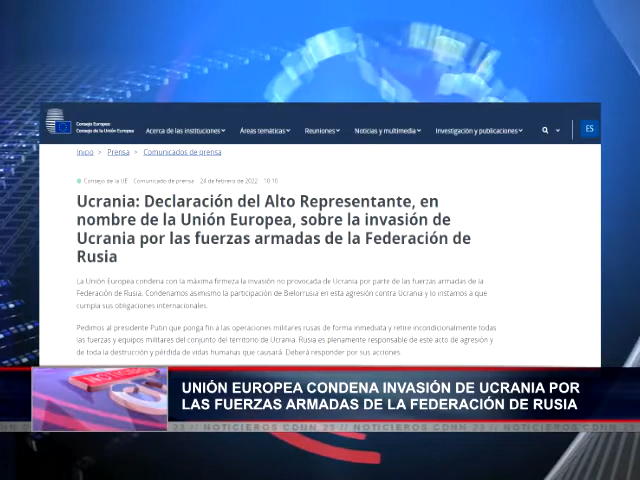 Consejo Europeo
Consejo de la Unión Europea
Acerca de las instituciones
Áreas temáticas
Reuniones
Noticias y multimedia
Investigación y publicaciones
ES
Inicio > Prensa > Comunicados de prensa
Consejo de la UE Comunicado de prensa 24 de febrero de 2022 10:10
Ucrania: Declaración del Alto Representante, en
nombre de la Unión Europea, sobre la invasión de
Ucrania por las fuerzas armadas de la Federación de
Rusia
La Unión Europea condena con la máxima firmeza la invasión no provocada de Ucrania por parte de las fuerzas armadas de la
Federación de Rusia. Condenamos asimismo la participación de Bielorrusia en esta agresión contra Ucrania y lo instamos a que
cumpla sus obligaciones internacionales.
Pedimos al presidente Putin que ponga fin a las operaciones militares rusas de forma inmediata y retire incondicionalmente todas
las fuerzas y equipos militares del conjunto del territorio de Ucrania. Rusia es plenamente responsable de este acto de agresión y
de toda la destrucción y pérdida de vidas humanas que causará. Deberá responder por sus acciones.
UNIÓN EUROPEA CONDENA INVASIÓN DE UCRANIA POR
LAS FUERZAS ARMADAS DE LA FEDERACIÓN DE RUSIA
23 // NOTICIEROS CDNN 23 // NOTICIEROS CDNN 23 // NOTICIEROS